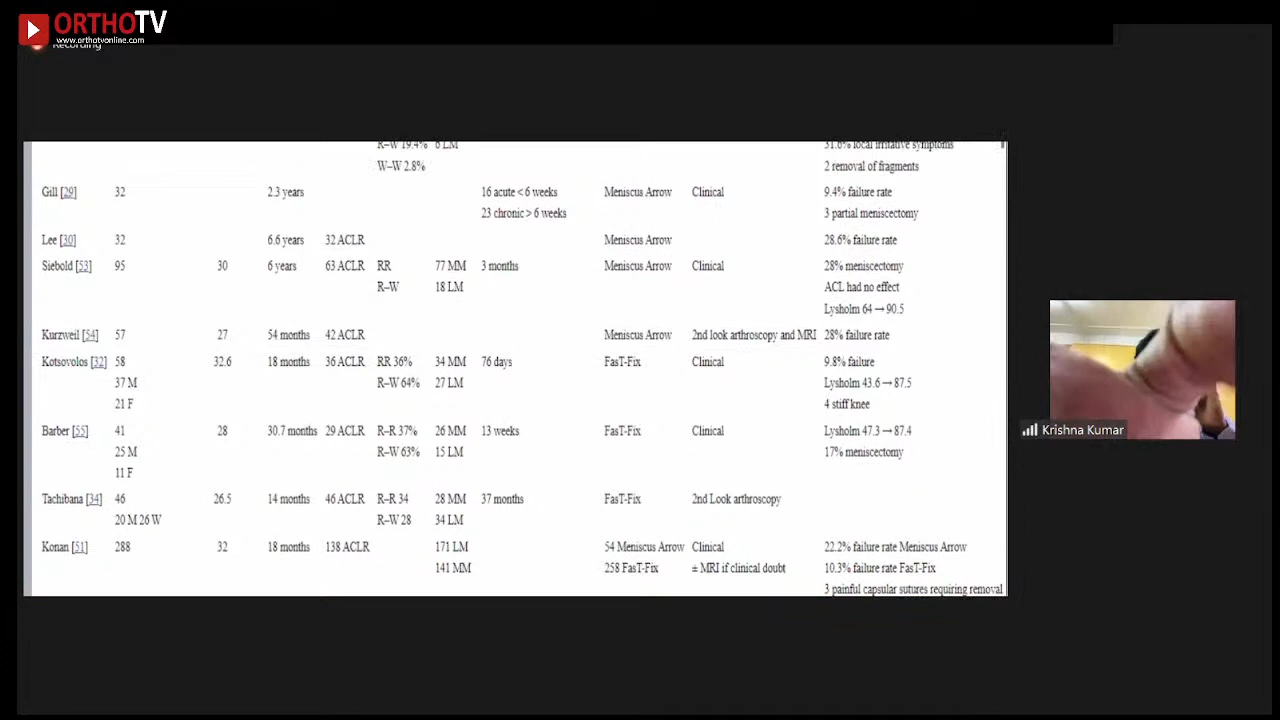 ORTHOTV
www.orthotvonline.com
Recording
R–W 19.4% 6 LM 31.6% local irritative symptoms
W–W 2.8% 2 removal of fragments
Gill [29] 32 2.3 years 16 acute < 6 weeks Meniscus Arrow Clinical 9.4% failure rate
23 chronic > 6 weeks 3 partial meniscectomy
Lee [30] 32 6.6 years 32 ACLR Meniscus Arrow 28.6% failure rate
Siebold [53] 95 30 6 years 63 ACLR RR 77 MM 3 months Meniscus Arrow Clinical 28% meniscectomy
R–W 18 LM ACL had no effect
Lysholm 64 → 90.5
Kurzweil [54] 57 27 54 months 42 ACLR Meniscus Arrow 2nd look arthroscopy and MRI 28% failure rate
Kotsovolos [32] 58 32.6 18 months 36 ACLR RR 36% 34 MM 76 days FasT-Fix Clinical 9.8% failure
37 M R–W 64% 27 LM Lysholm 43.6 → 87.5
21 F 4 stiff knee
Barber [55] 41 28 30.7 months 29 ACLR R–R 37% 26 MM 13 weeks FasT-Fix Clinical Lysholm 47.3 → 87.4
25 M R–W 63% 15 LM 17% meniscectomy
11 F
Tachibana [34] 46 26.5 14 months 46 ACLR R–R 34 28 MM 37 months FasT-Fix 2nd Look arthroscopy
20 M 26 W R–W 28 34 LM
Konan [51] 288 32 18 months 138 ACLR 171 LM 54 Meniscus Arrow Clinical 22.2% failure rate Meniscus Arrow
141 MM 258 FasT-Fix ± MRI if clinical doubt 10.3% failure rate FasT-Fix
3 painful capsular sutures requiring removal
Krishna Kumar